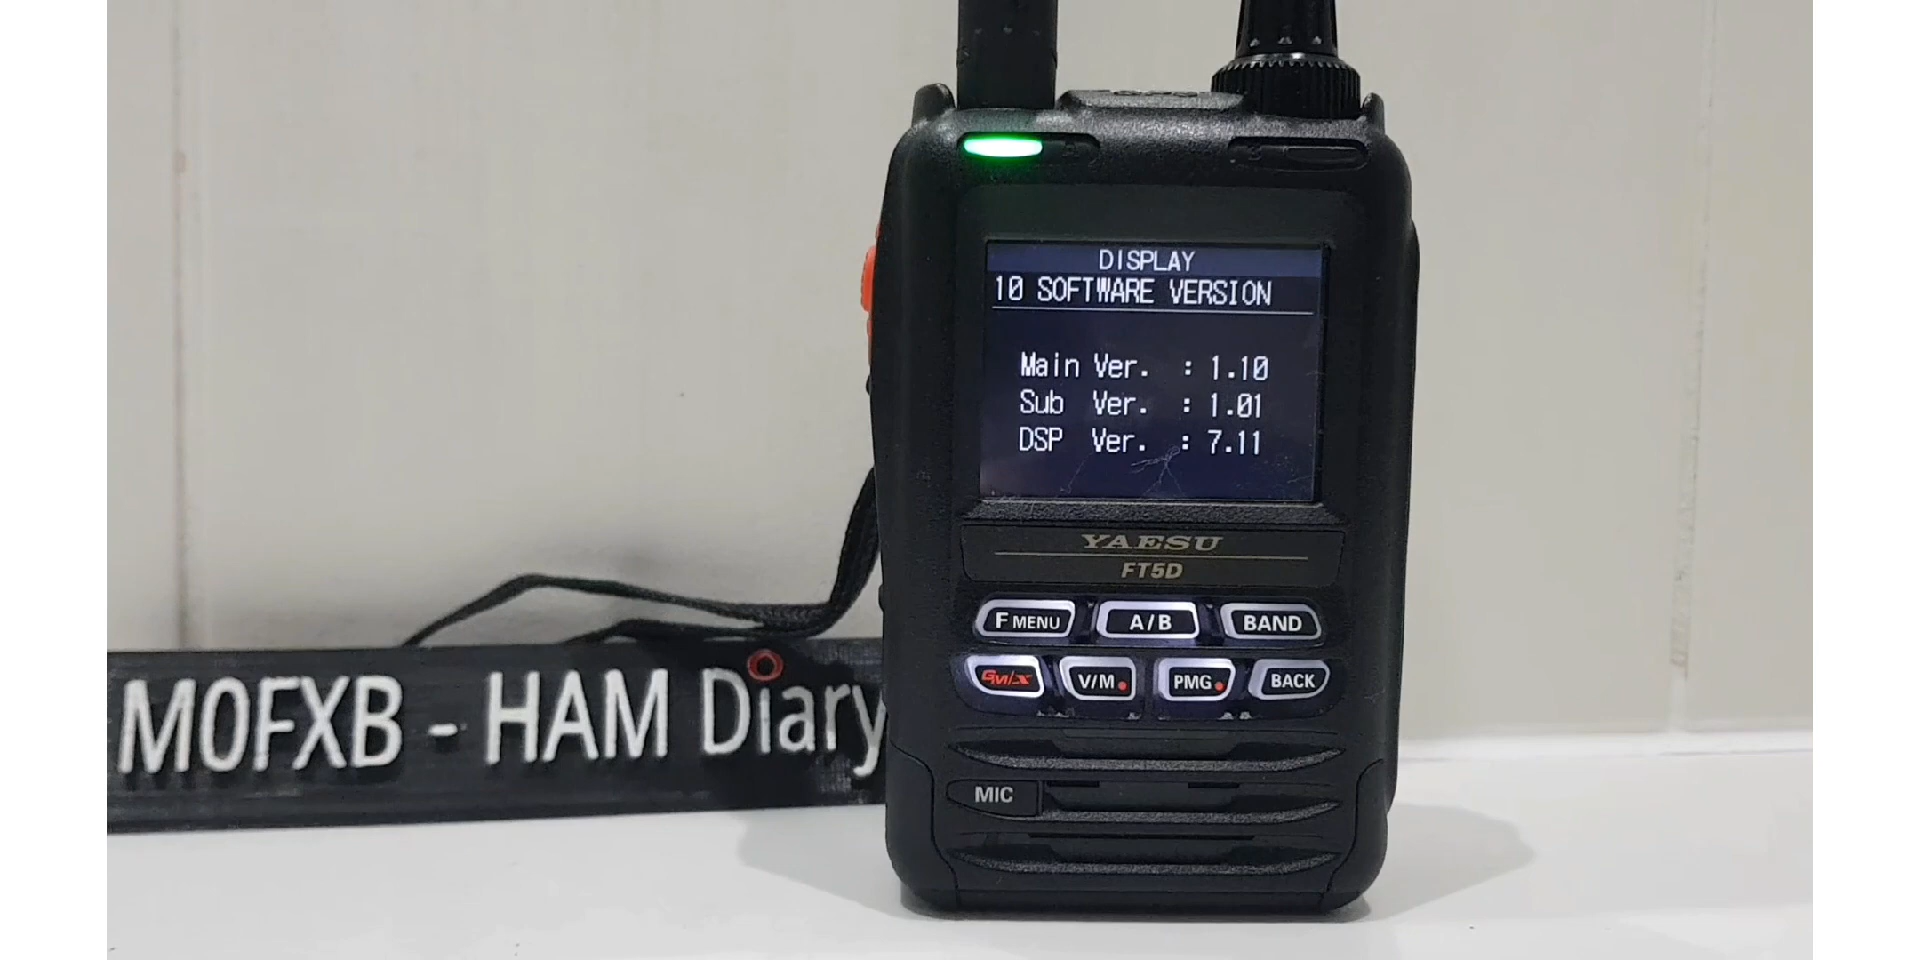 DISPLAY
10 SOFTWARE VERSION
Main Ver. : 1.10
Sub Ver. : 1.01
DSP Ver. : 7.11
YAESU
FT5D
F MENU A/B BAND
GM/X V/M PMG BACK
MIC
M0FXB - HAM Diary